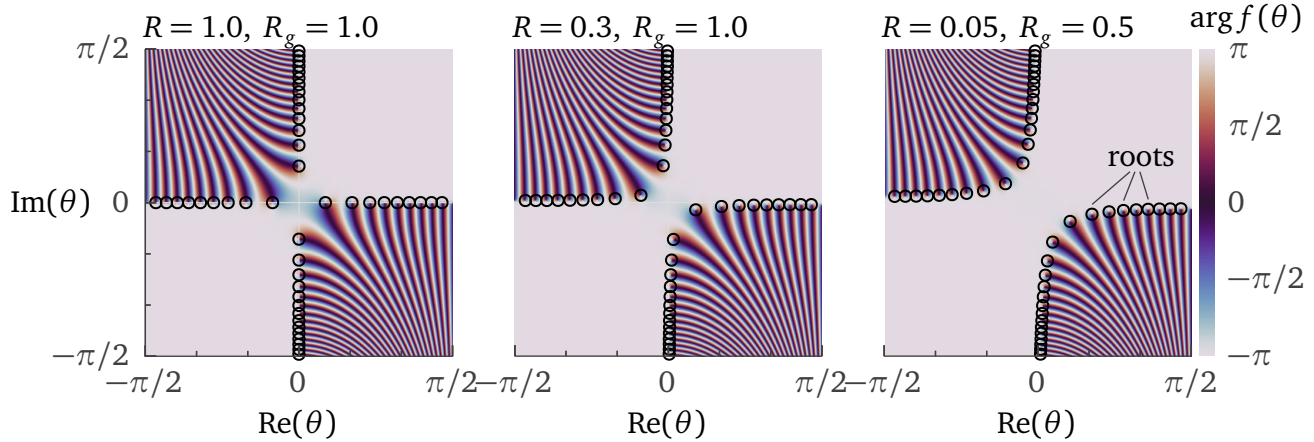 R = 1.0, R_g = 1.0
R = 0.3, R_g = 1.0
R = 0.05, R_g = 0.5
arg f(θ)
π/2
0
−π/2
Im(θ)
roots
π
π/2
0
−π/2
−π
−π/2 0 π/2
−π/2 0 π/2
−π/2 0 π/2
Re(θ)
Re(θ)
Re(θ)